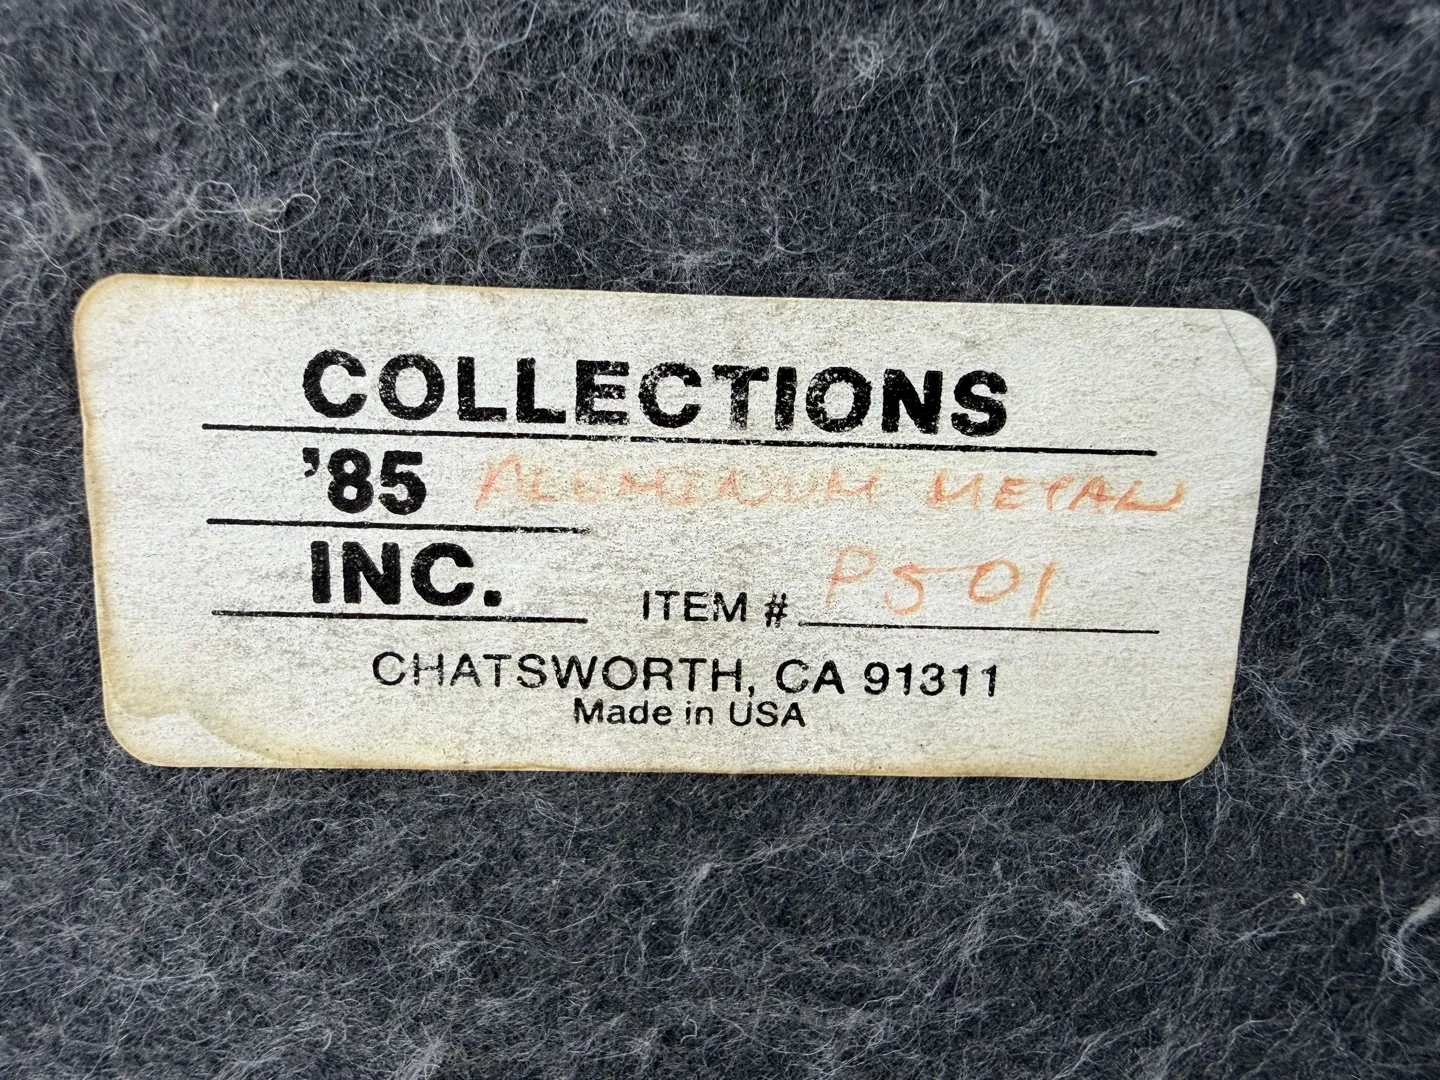 COLLECTIONS
'85 ALUMINUM METAL
INC. ITEM # P501
CHATSWORTH, CA 91311
Made in USA